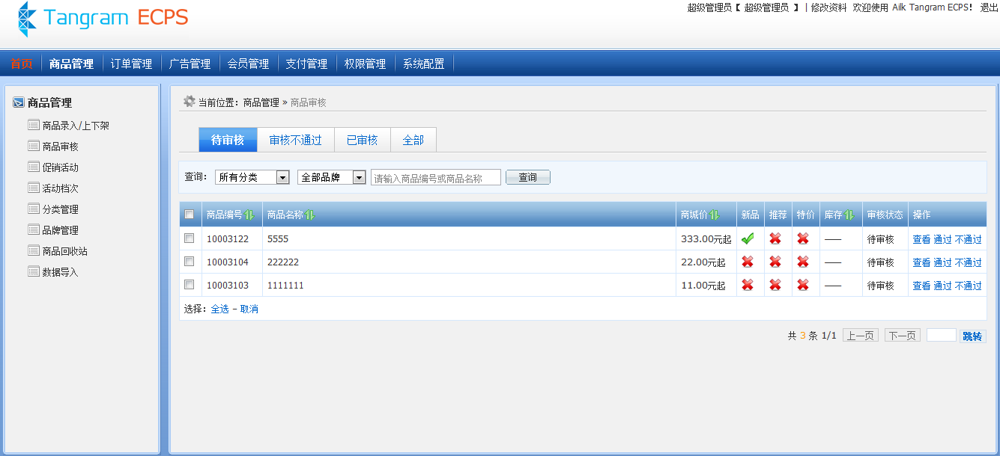 Tangram ECPS
超级管理员【 超级管理员 】 | 修改资料 欢迎使用 Ailk Tangram ECPS! 退出
首页 商品管理 订单管理 广告管理 会员管理 支付管理 权限管理 系统配置
商品管理
商品录入/上下架
商品审核
促销活动
活动档次
分类管理
品牌管理
商品回收站
数据导入
当前位置：商品管理 » 商品审核
待审核 审核不通过 已审核 全部
查询： 所有分类 全部品牌 请输入商品编号或商品名称 查询
商品编号 商品名称 商城价 新品 推荐 特价 库存 审核状态 操作
10003122 5555 333.00元起 —— 待审核 查看 通过 不通过
10003104 222222 22.00元起 —— 待审核 查看 通过 不通过
10003103 1111111 11.00元起 —— 待审核 查看 通过 不通过
选择：全选 - 取消
共 3 条 1/1 上一页 下一页 跳转